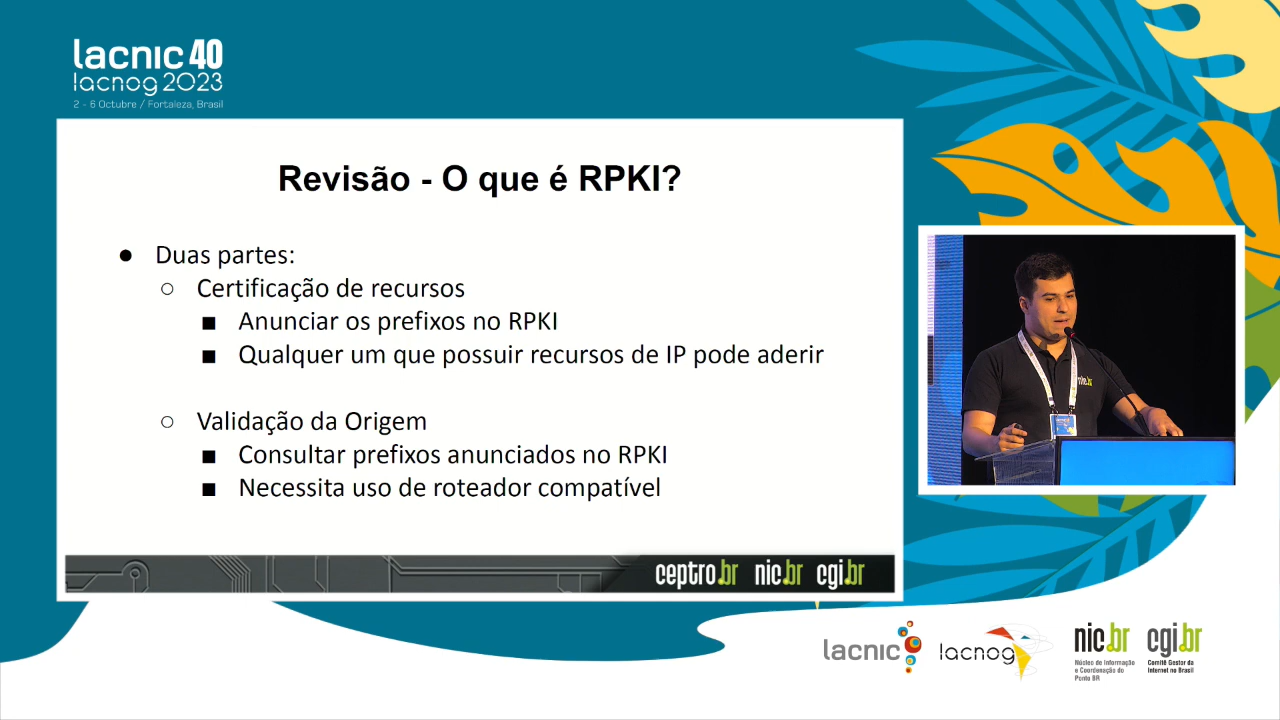 lacnic 40
lacnog 2023
2 - 6 Octubre / Fortaleza, Brasil
Revisão - O que é RPKI?
● Duas partes:
○ Certificação de recursos
■ Anunciar os prefixos no RPKI
■ Qualquer um que possuir recursos de IP pode aderir
○ Validação da Origem
■ Consultar prefixos anunciados no RPKI
■ Necessita uso de roteador compatível
ceptro.br nic.br cgi.br
nic.br
lacnic
lacnog
nic.br
Núcleo de Informação
e Coordenação do
Ponto BR
cgi.br
Comitê Gestor da
Internet no Brasil